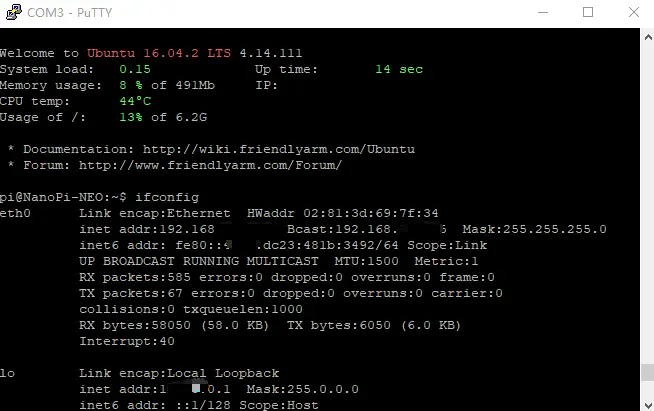 COM3 - PuTTY
Welcome to Ubuntu 16.04.2 LTS 4.14.111
System load:   0.15            Up time:       14 sec
Memory usage:  8 % of 491Mb    IP:
CPU temp:      44°C
Usage of /:    13% of 6.2G
 * Documentation: http://wiki.friendlyarm.com/Ubuntu
 * Forum: http://www.friendlyarm.com/Forum/
pi@NanoPi-NEO:~$ ifconfig
eth0      Link encap:Ethernet  HWaddr 02:81:3d:69:7f:34
          inet addr:192.168          Bcast:192.168.     Mask:255.255.255.0
          inet6 addr: fe80:: .dc23:481b:3492/64 Scope:Link
          UP BROADCAST RUNNING MULTICAST  MTU:1500  Metric:1
          RX packets:585 errors:0 dropped:0 overruns:0 frame:0
          TX packets:67 errors:0 dropped:0 overruns:0 carrier:0
          collisions:0 txqueuelen:1000
          RX bytes:58050 (58.0 KB)  TX bytes:6050 (6.0 KB)
          Interrupt:40
lo        Link encap:Local Loopback
          inet addr:1    .0.1  Mask:255.0.0.0
          inet6 addr: ::1/128 Scope:Host